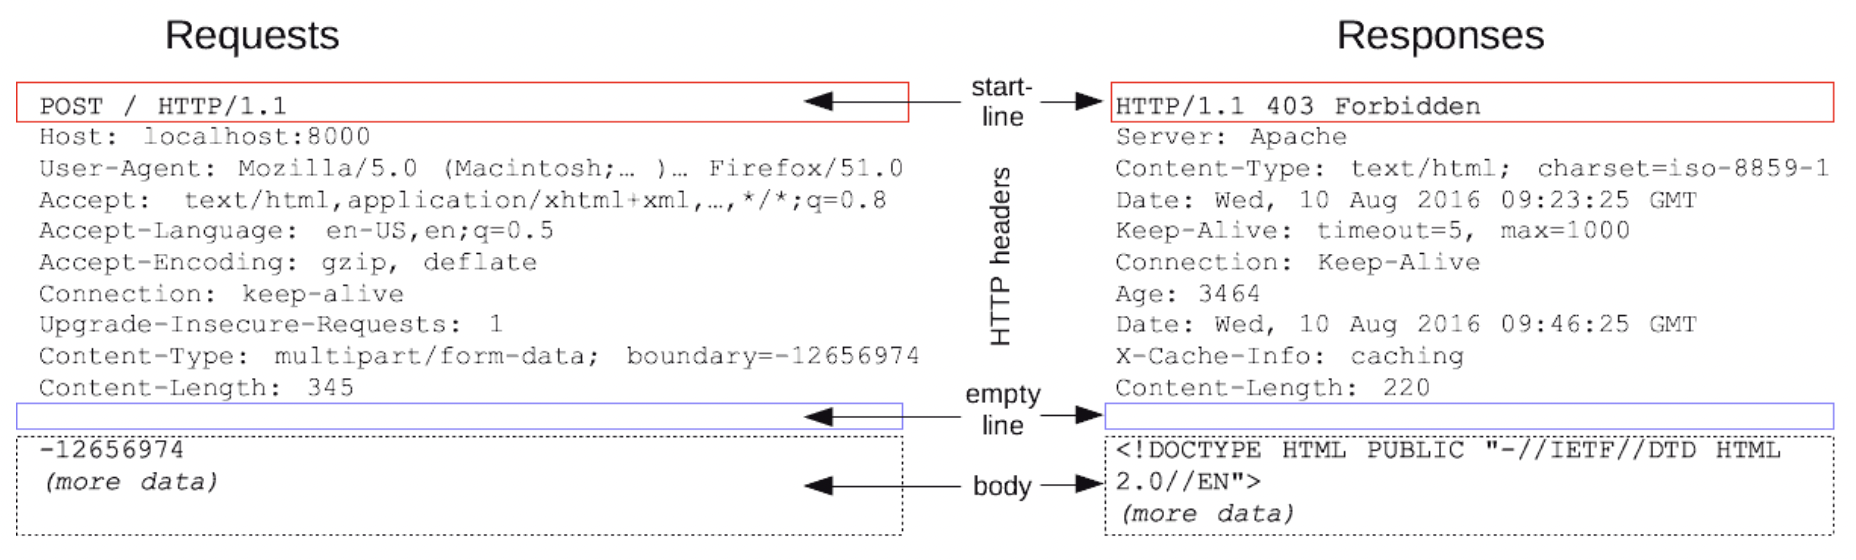 Requests
POST / HTTP/1.1
Host: localhost:8000
User-Agent: Mozilla/5.0 (Macintosh;… )… Firefox/51.0
Accept: text/html,application/xhtml+xml,…,*/*;q=0.8
Accept-Language: en-US,en;q=0.5
Accept-Encoding: gzip, deflate
Connection: keep-alive
Upgrade-Insecure-Requests: 1
Content-Type: multipart/form-data; boundary=-12656974
Content-Length: 345
-12656974
(more data)
start-
line
HTTP headers
empty
line
body
Responses
HTTP/1.1 403 Forbidden
Server: Apache
Content-Type: text/html; charset=iso-8859-1
Date: Wed, 10 Aug 2016 09:23:25 GMT
Keep-Alive: timeout=5, max=1000
Connection: Keep-Alive
Age: 3464
Date: Wed, 10 Aug 2016 09:46:25 GMT
X-Cache-Info: caching
Content-Length: 220
<!DOCTYPE HTML PUBLIC "-//IETF//DTD HTML
2.0//EN">
(more data)